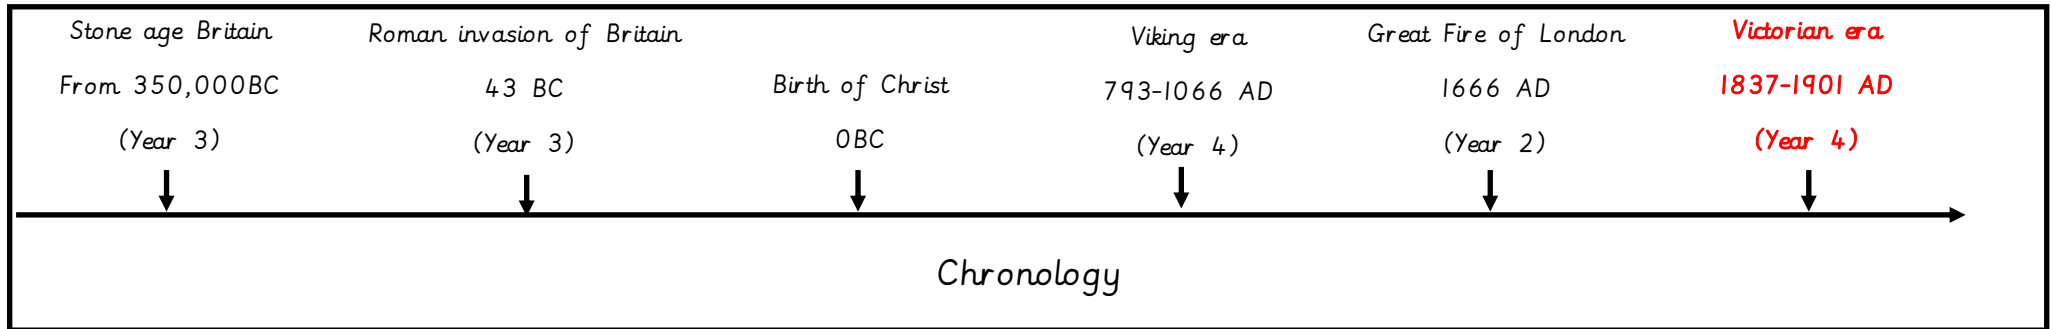 Stone age Britain
From 350,000BC
(Year 3)
Roman invasion of Britain
43 BC
(Year 3)
Birth of Christ
0BC
Viking era
793-1066 AD
(Year 4)
Great Fire of London
1666 AD
(Year 2)
Victorian era
1837-1901 AD
(Year 4)
Chronology